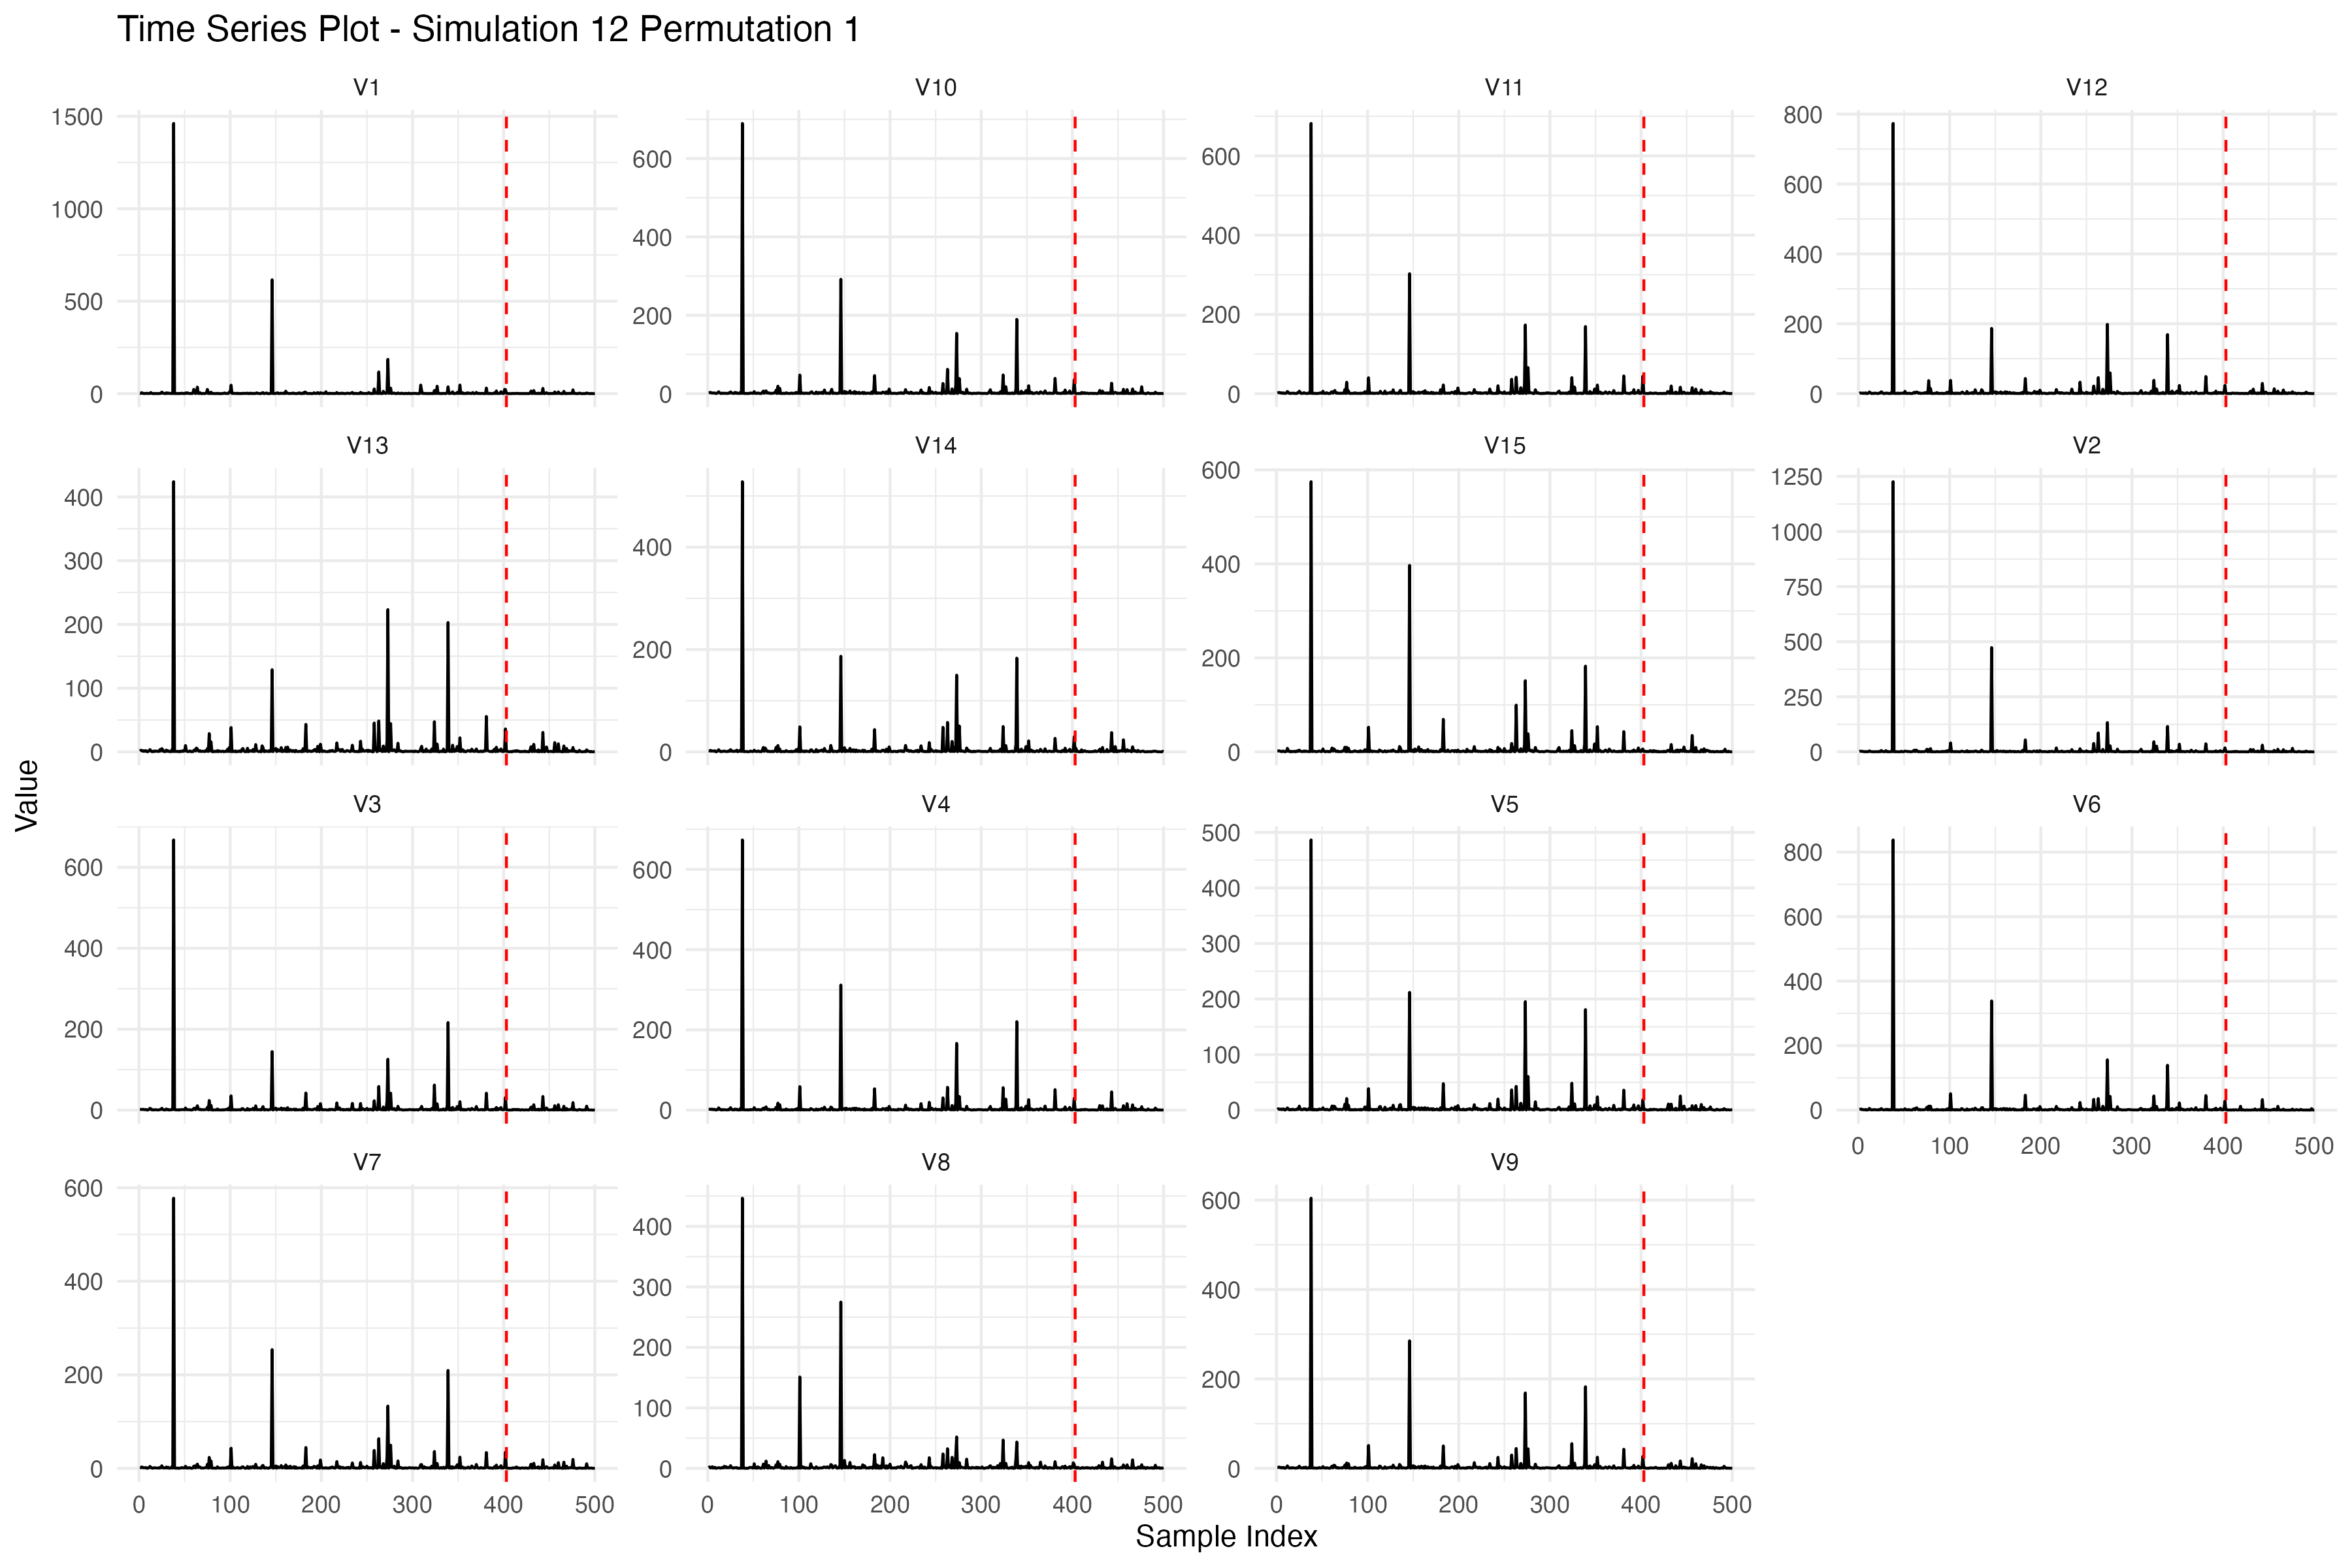 Time Series Plot - Simulation 12 Permutation 1
V1 V10 V11 V12
1500 1000 500 0
600 400 200 0
600 400 200 0
800 600 400 200 0
V13 V14 V15 V2
400 300 200 100 0
400 200 0
600 400 200 0
1250 1000 750 500 250 0
Value
V3 V4 V5 V6
600 400 200 0
600 400 200 0
500 400 300 200 100 0
800 600 400 200 0
0 100 200 300 400 500
V7 V8 V9
600 400 200 0
400 300 200 100 0
600 400 200 0
0 100 200 300 400 500 0 100 200 300 400 500 0 100 200 300 400 500
Sample Index